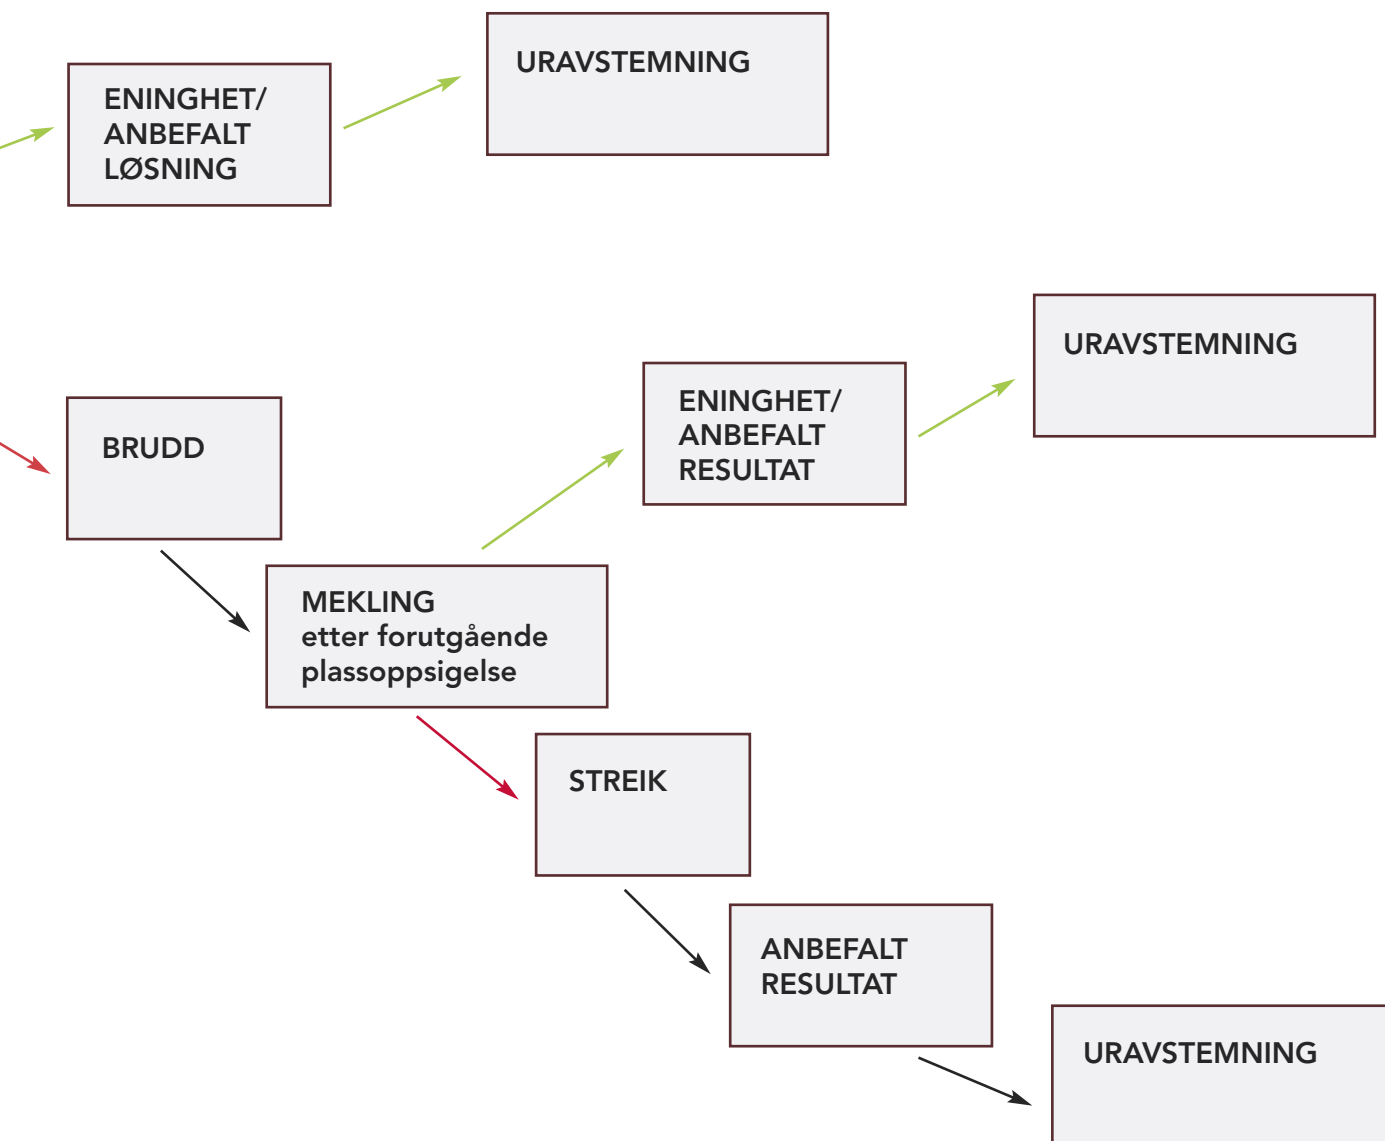 ENINGHET/
ANBEFALT
LØSNING
URAVSTEMNING
BRUDD
MEKLING
etter forutgående
plassoppsigelse
ENINGHET/
ANBEFALT
RESULTAT
URAVSTEMNING
STREIK
ANBEFALT
RESULTAT
URAVSTEMNING